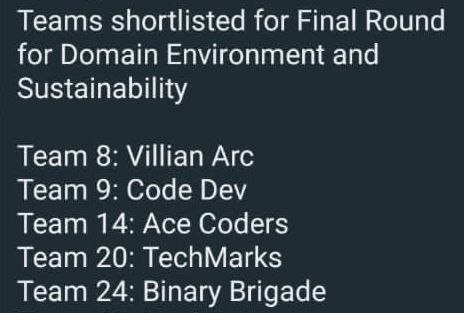 Teams shortlisted for Final Round
for Domain Environment and
Sustainability
Team 8: Villian Arc
Team 9: Code Dev
Team 14: Ace Coders
Team 20: TechMarks
Team 24: Binary Brigade